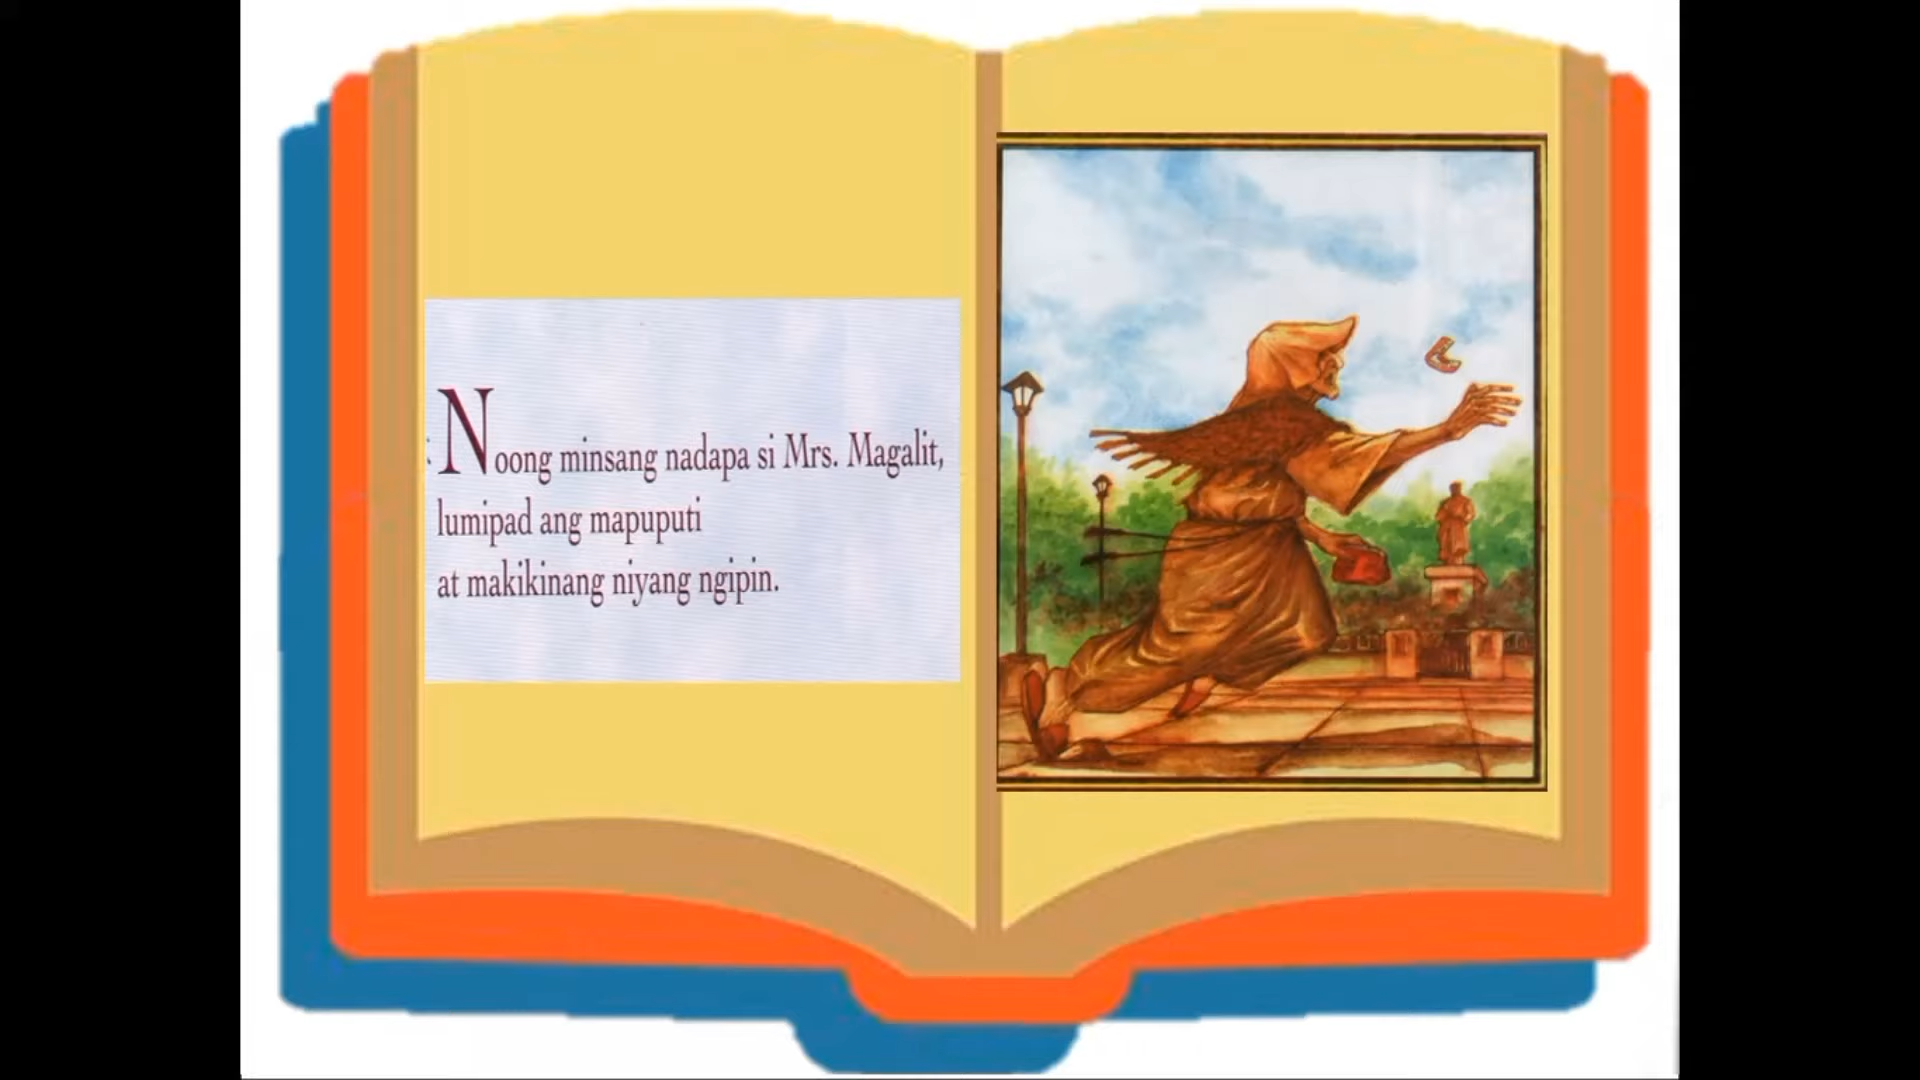 Noong minsang nadapa si Mrs. Magalit,
lumipad ang mapuputi
at makikinang niyang ngipin.